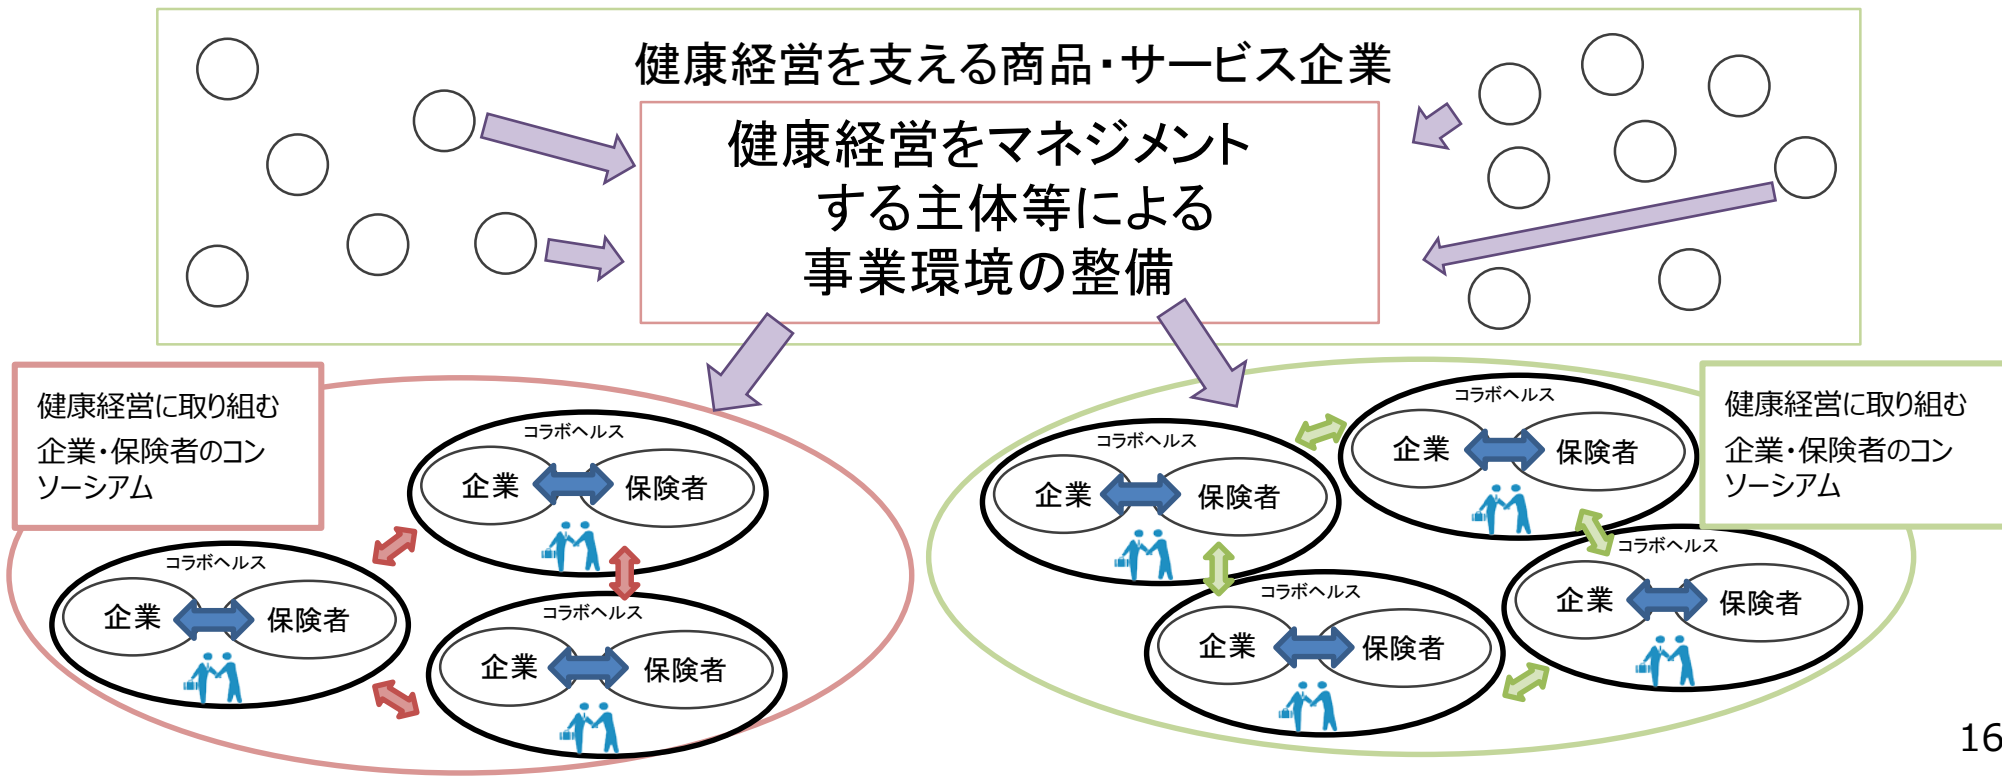 健康経営を支える商品・サービス企業
健康経営をマネジメント
する主体等による
事業環境の整備
健康経営に取り組む
企業・保険者のコン
ソーシアム
コラボヘルス
企業
保険者
コラボヘルス
企業
保険者
コラボヘルス
企業
保険者
健康経営に取り組む
企業・保険者のコン
ソーシアム
コラボヘルス
企業
保険者
コラボヘルス
企業
保険者
コラボヘルス
企業
保険者
コラボヘルス
企業
保険者
16